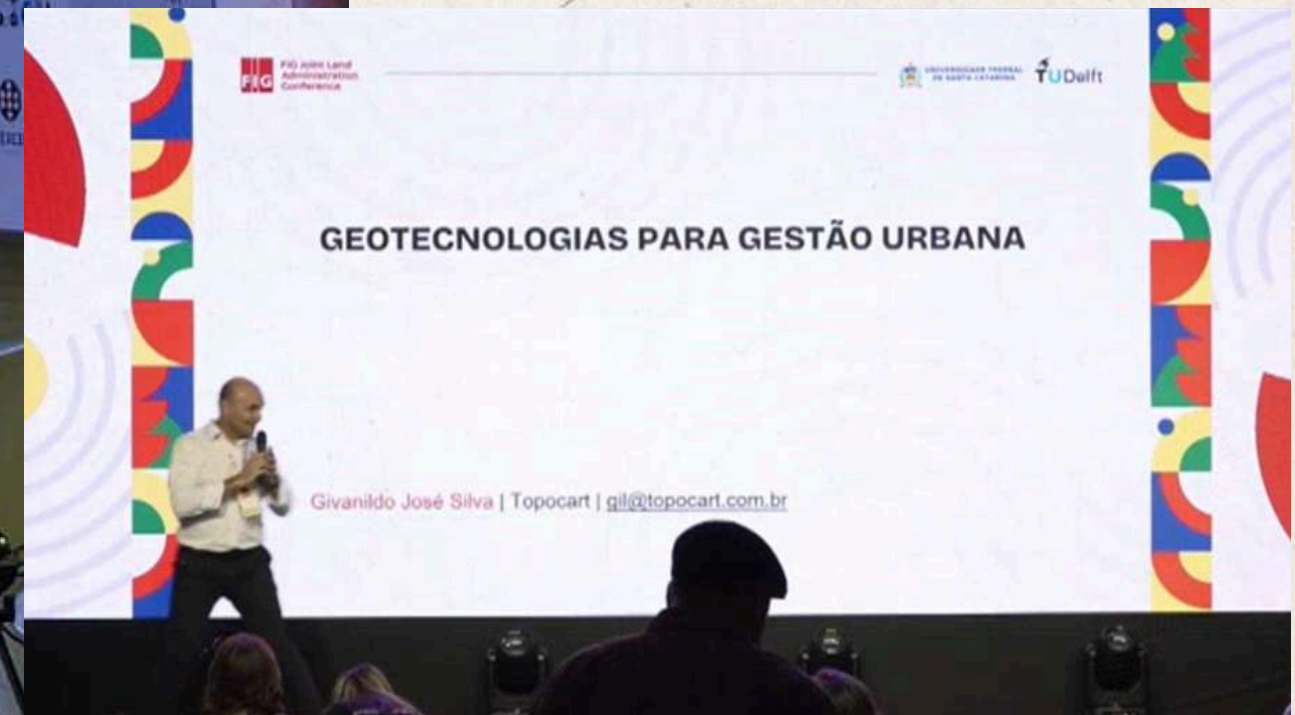 FIG
FIG Joint Land
Administration
Conference
UNIVERSIDADE FEDERAL
DE SANTA CATARINA
TUDelft
GEOTECNOLOGIAS PARA GESTÃO URBANA
Givanildo José Silva | Topocart | gil@topocart.com.br